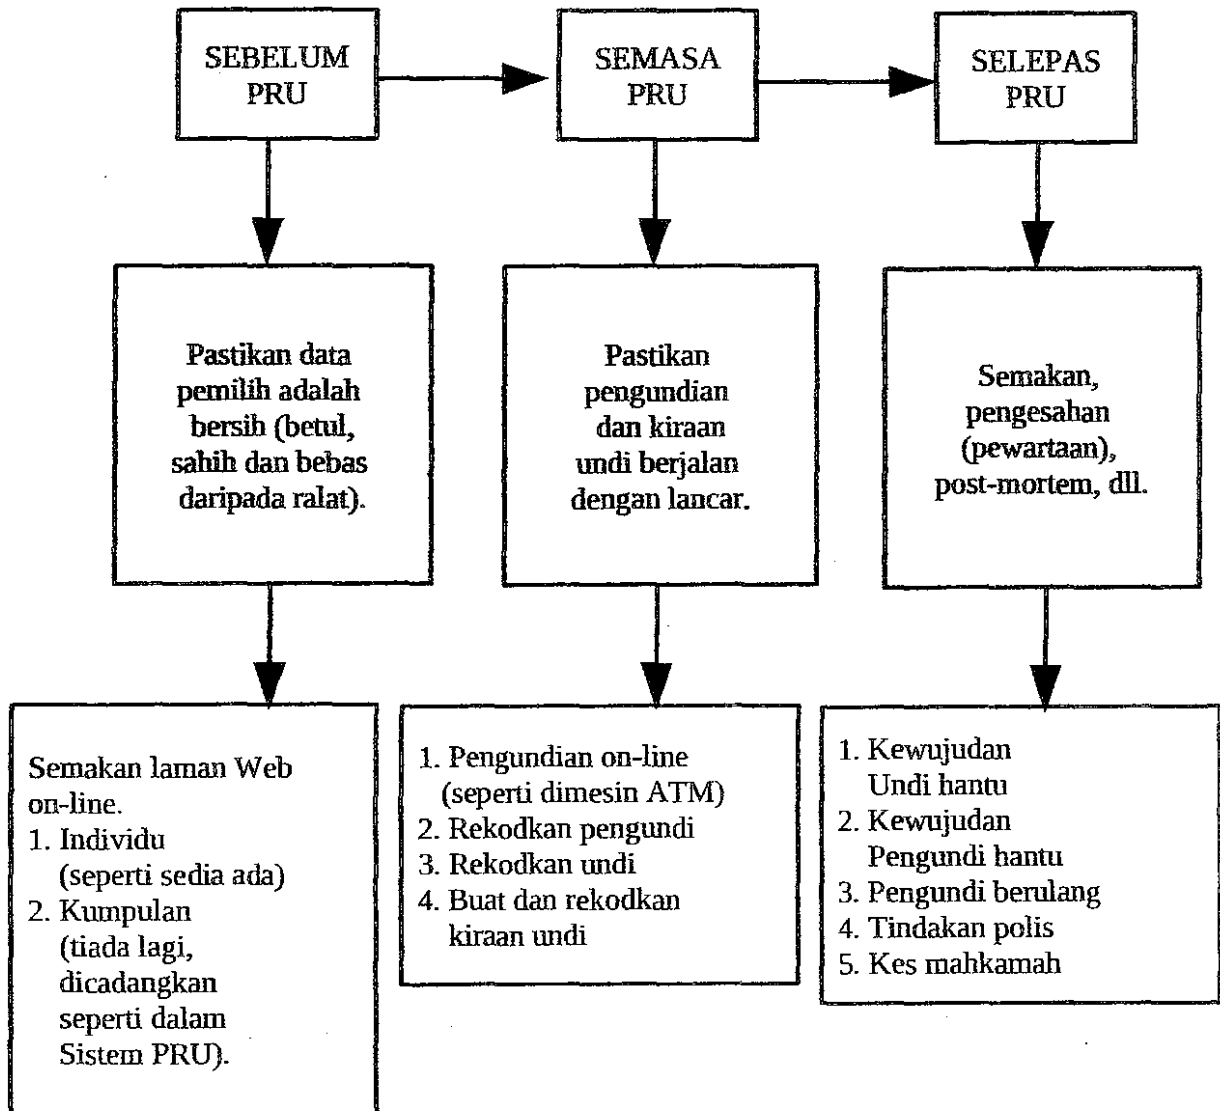 SEBELUM
PRU
SEMASA
PRU
SELEPAS
PRU
Pastikan data
pemilih adalah
bersih (betul,
sahih dan bebas
daripada ralat).
Pastikan
pengundian
dan kiraan
undi berjalan
dengan lancar.
Semakan,
pengesahan
(pewartaan),
post-mortem, dll.
Semakan laman Web
on-line.
1. Individu
(seperti sedia ada)
2. Kumpulan
(tiada lagi,
dicadangkan
seperti dalam
Sistem PRU).
1. Pengundian on-line
(seperti dimesin ATM)
2. Rekodkan pengundi
3. Rekodkan undi
4. Buat dan rekodkan
kiraan undi
1. Kewujudan
Undi hantu
2. Kewujudan
Pengundi hantu
3. Pengundi berulang
4. Tindakan polis
5. Kes mahkamah